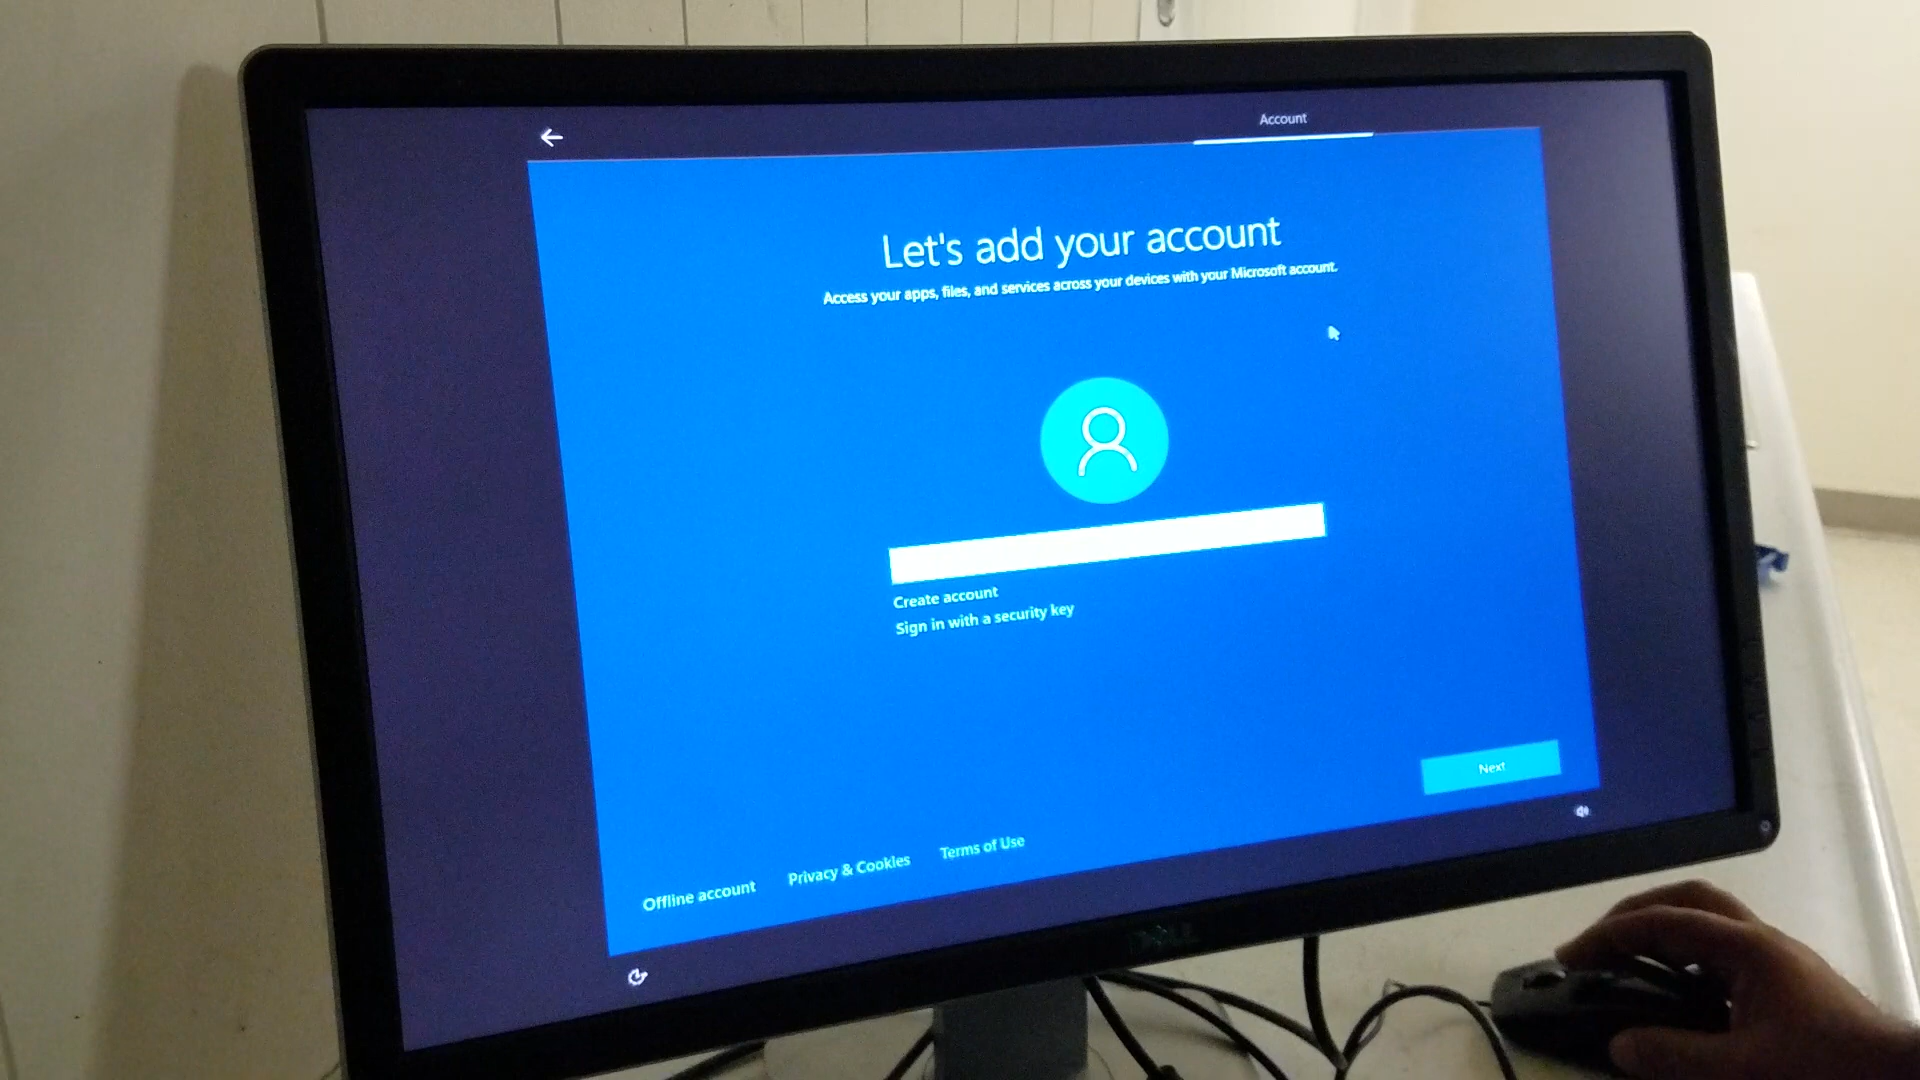 Account
Let's add your account
Access your apps, files, and services across your devices with your Microsoft account.
Create account
Sign in with a security key
Next
Offline account
Privacy & Cookies
Terms of Use
DELL